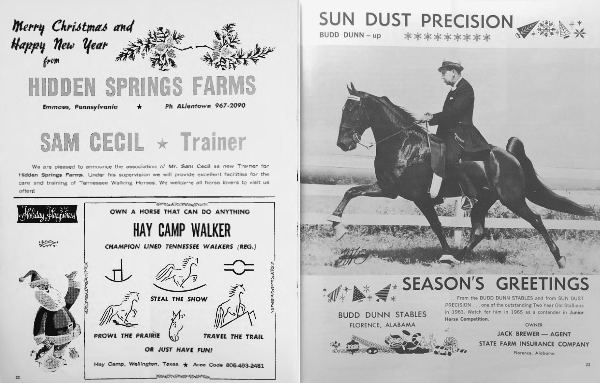 Merry Christmas and
Happy New Year
from
HIDDEN SPRINGS FARMS
Emmaus, Pennsylvania ★ Ph ALlentown 967-2090
SAM CECIL ★ Trainer
We are pleased to announce the association of Mr. Sam Cecil as new Trainer for
Hidden Springs Farms. Under his supervision we will provide excellent facilities for the
care and training of Tennessee Walking Horses. We welcome all horse lovers to visit us
often!
Holiday Happiness
OWN A HORSE THAT CAN DO ANYTHING
HAY CAMP WALKER
CHAMPION LINED TENNESSEE WALKERS (REG.)
STEAL THE SHOW
PROWL THE PRAIRIE
TRAVEL THE TRAIL
OR JUST HAVE FUN!
Hay Camp, Wellington, Texas ★ Area Code 806-493-2481
22
SUN DUST PRECISION
BUDD DUNN – up
SEASON'S GREETINGS
From the BUDD DUNN STABLES and from SUN DUST
PRECISION . . . one of the outstanding Two Year Old Stallions
in 1963. Watch for him in 1965 as a contender in Junior
Horse Competition.
BUDD DUNN STABLES
FLORENCE, ALABAMA
OWNER
JACK BREWER — AGENT
STATE FARM INSURANCE COMPANY
Florence, Alabama
23